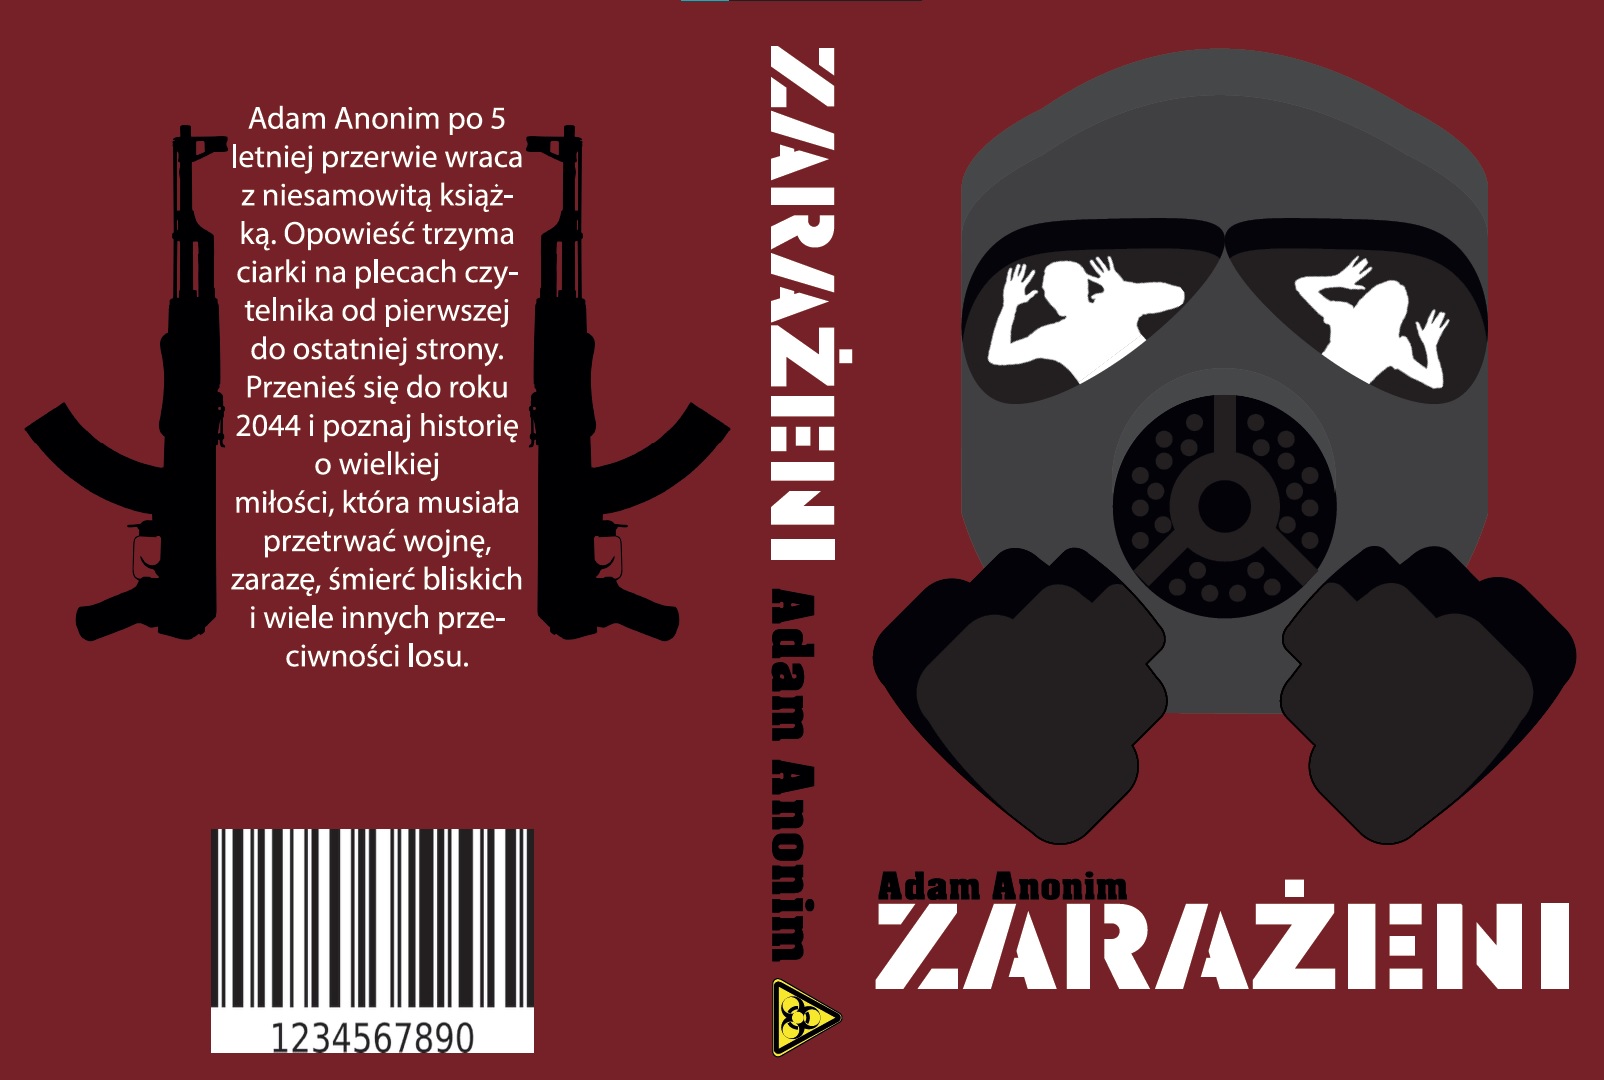 Adam Anonim po 5
letniej przerwie wraca
z niesamowitą książ-
ką. Opowieść trzyma
ciarki na plecach czy-
telnika od pierwszej
do ostatniej strony.
Przenieś się do roku
2044 i poznaj historię
o wielkiej
miłości, która musiała
przetrwać wojnę,
zarazę, śmierć bliskich
i wiele innych prze-
ciwności losu.
1234567890
ZARAŻENI Adam Anonim
Adam Anonim
ZARAŻENI